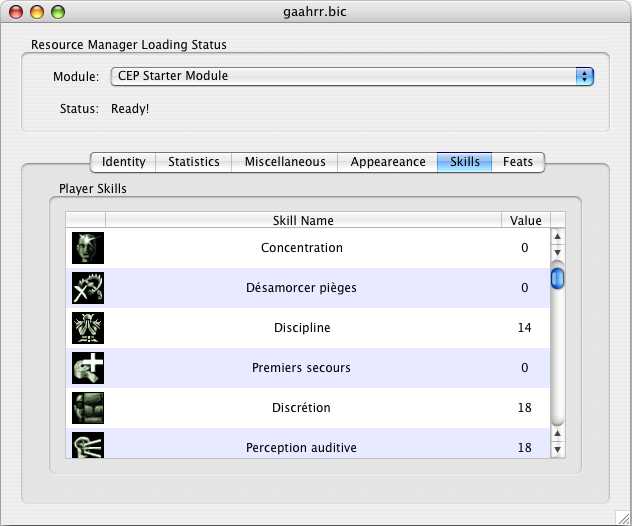 gaahrr.bic
Resource Manager Loading Status
Module: CEP Starter Module
Status: Ready!
Identity Statistics Miscellaneous Appeareance Skills Feats
Player Skills
Skill Name Value
Concentration 0
Désamorcer pièges 0
Discipline 14
Premiers secours 0
Discrétion 18
Perception auditive 18